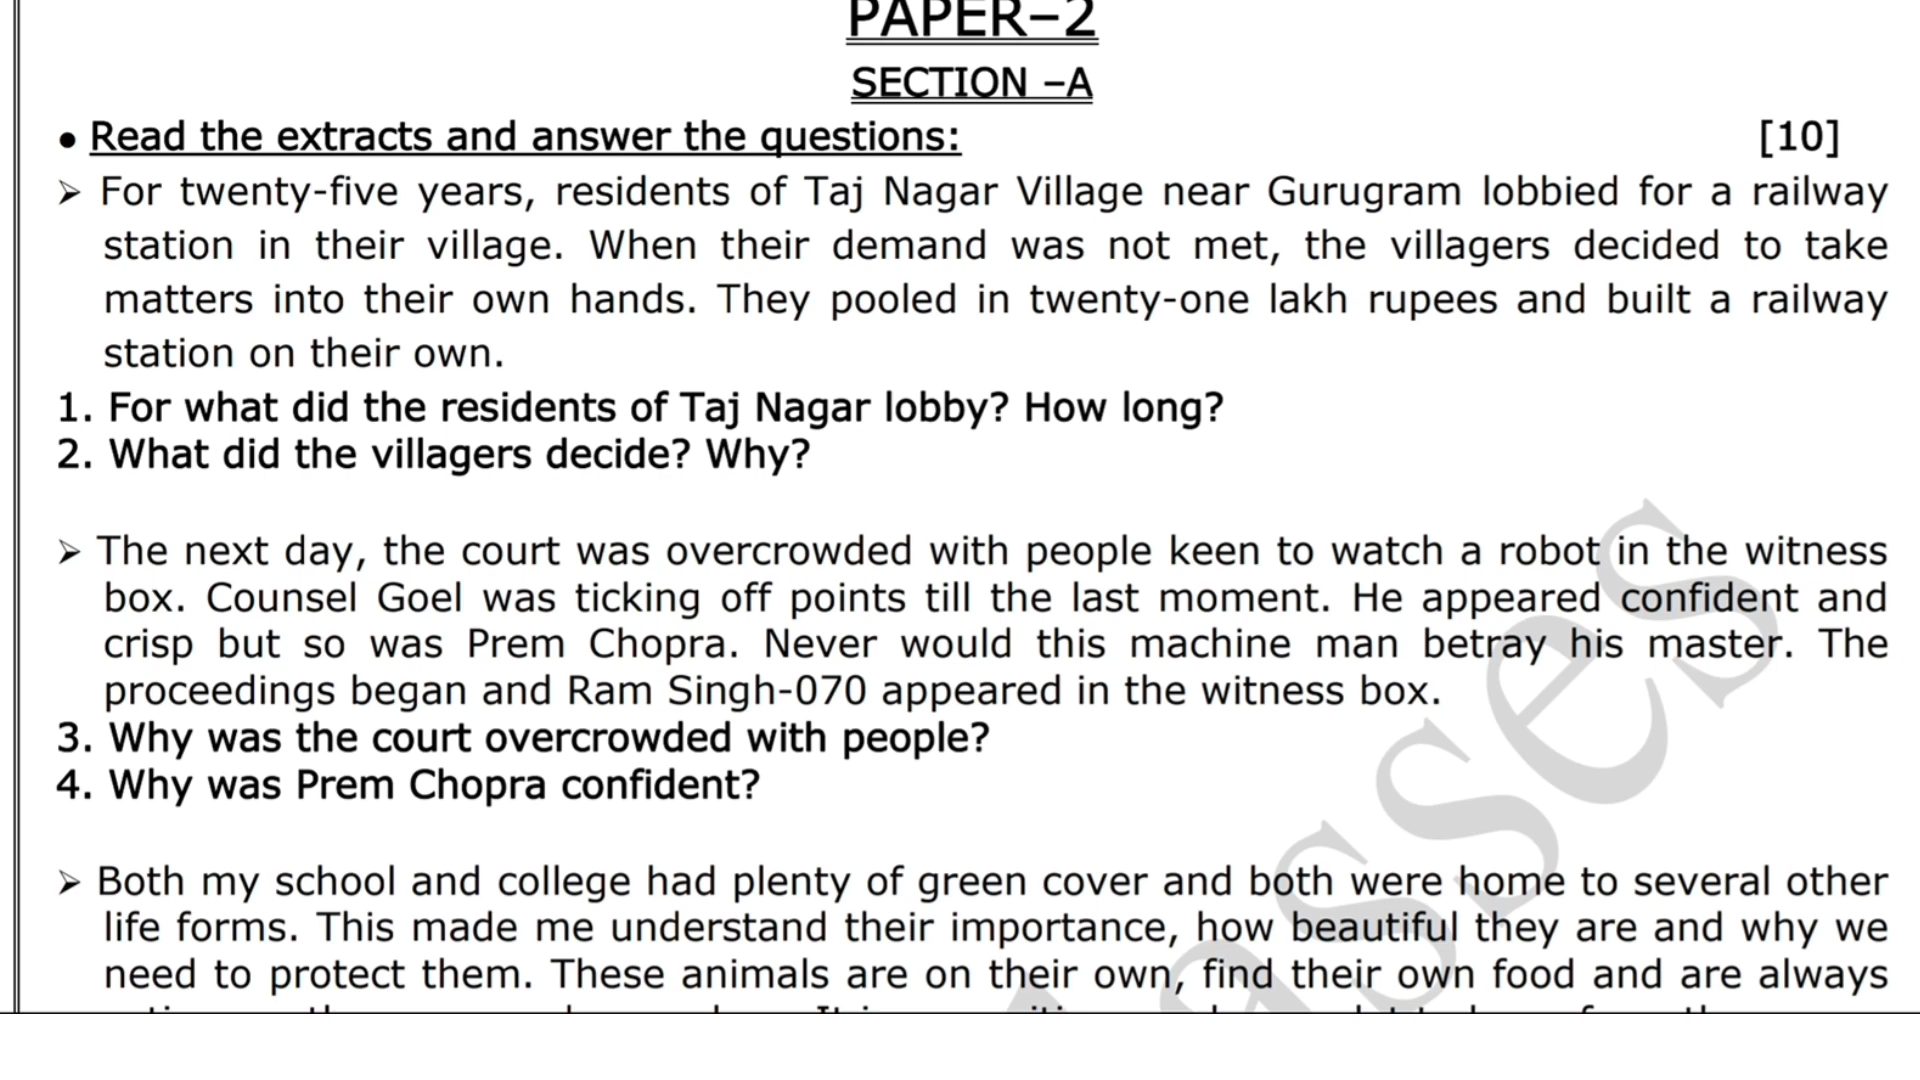 PAPER–2
SECTION –A
• Read the extracts and answer the questions: [10]
➢ For twenty-five years, residents of Taj Nagar Village near Gurugram lobbied for a railway
station in their village. When their demand was not met, the villagers decided to take
matters into their own hands. They pooled in twenty-one lakh rupees and built a railway
station on their own.
1. For what did the residents of Taj Nagar lobby? How long?
2. What did the villagers decide? Why?
➢ The next day, the court was overcrowded with people keen to watch a robot in the witness
box. Counsel Goel was ticking off points till the last moment. He appeared confident and
crisp but so was Prem Chopra. Never would this machine man betray his master. The
proceedings began and Ram Singh-070 appeared in the witness box.
3. Why was the court overcrowded with people?
4. Why was Prem Chopra confident?
➢ Both my school and college had plenty of green cover and both were home to several other
life forms. This made me understand their importance, how beautiful they are and why we
need to protect them. These animals are on their own, find their own food and are always